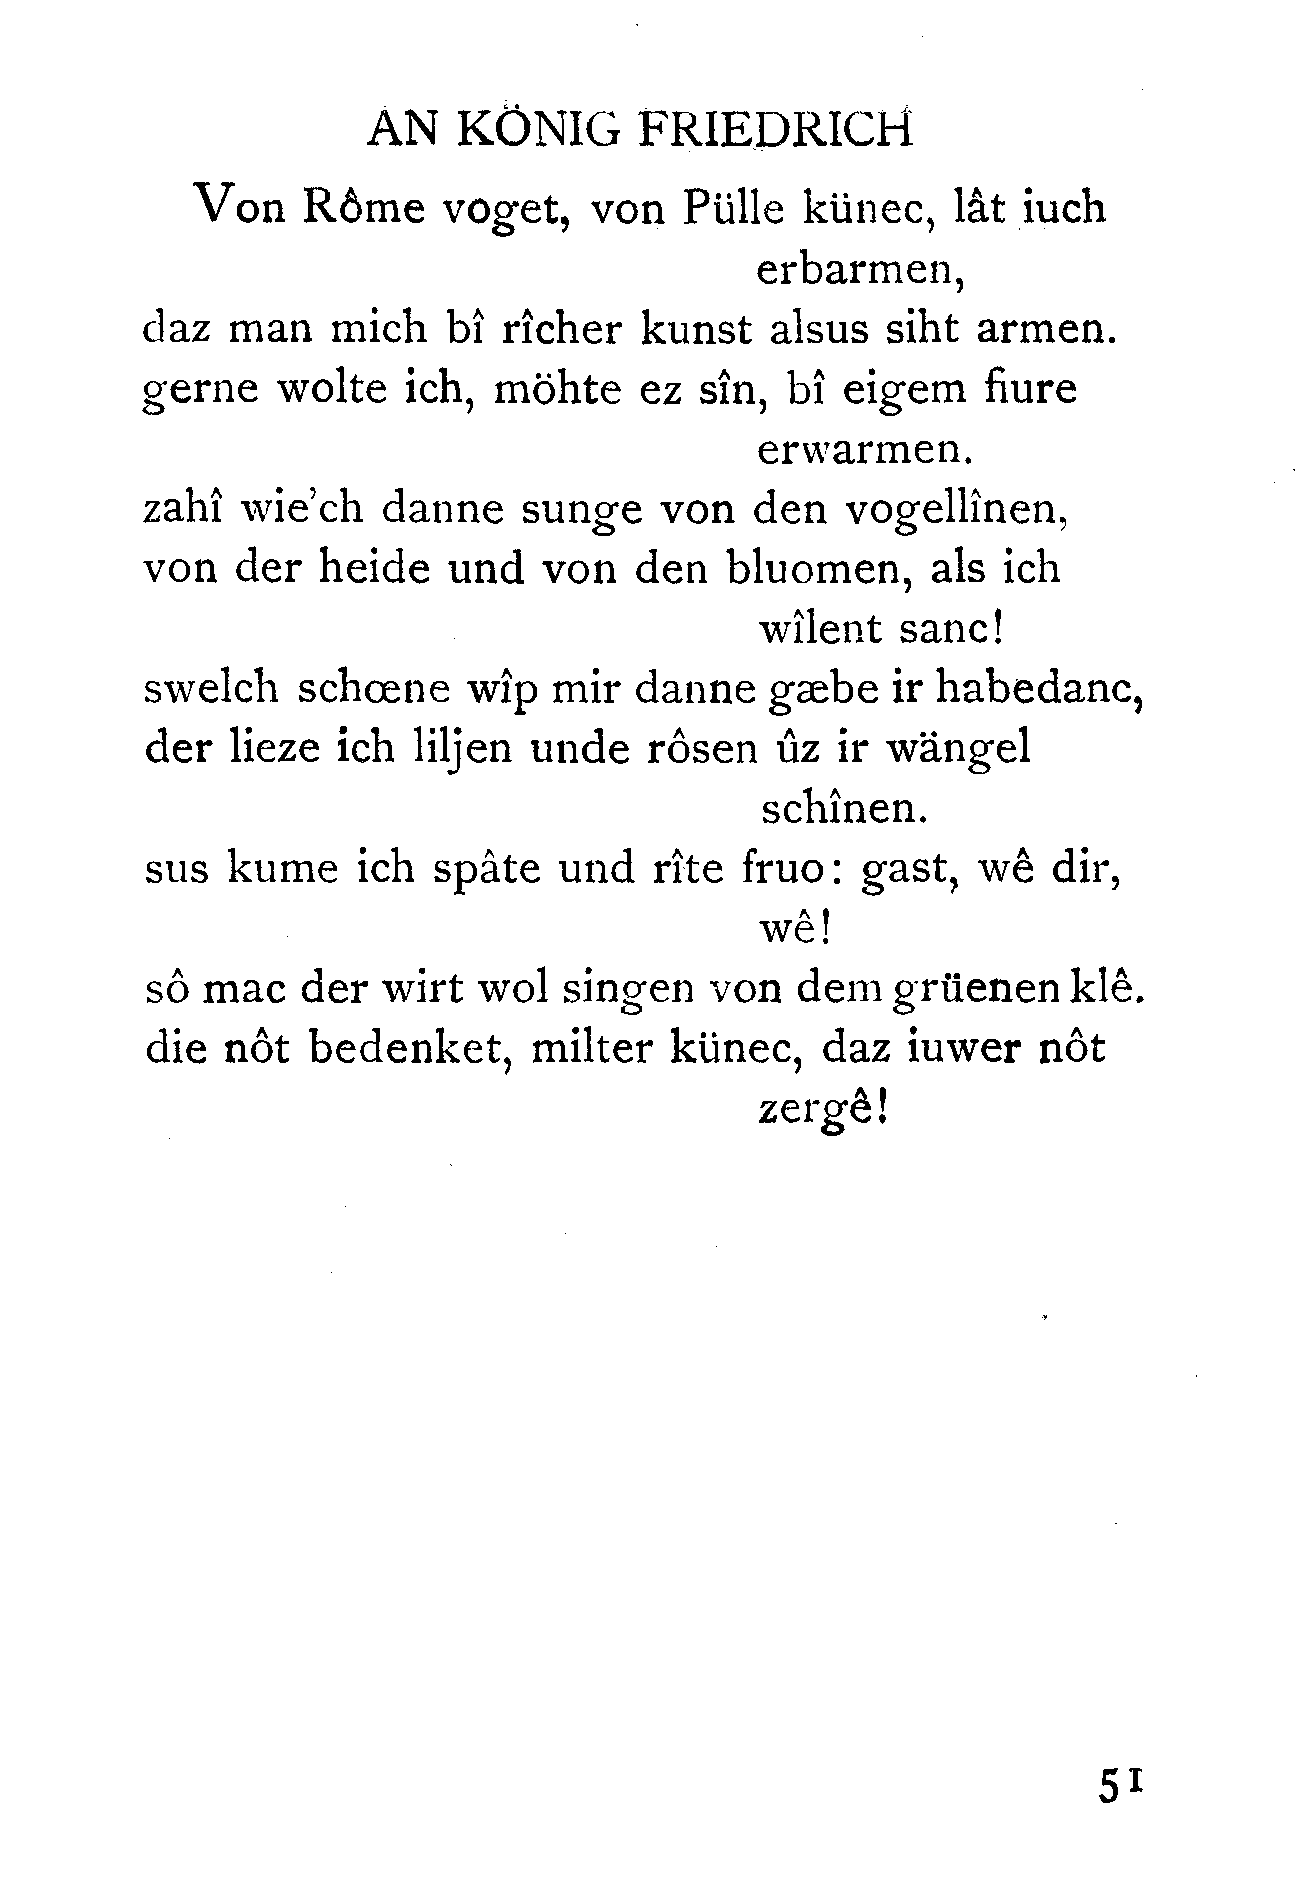 AN KÖNIG FRIEDRICH
Von Rôme voget, von Pülle künec, lât iuch
erbarmen,
daz man mich bî rîcher kunst alsus siht armen.
gerne wolte ich, möhte ez sîn, bî eigem fiure
erwarmen.
zahî wie’ch danne sunge von den vogellînen,
von der heide und von den bluomen, als ich
wîlent sanc!
swelch schœne wîp mir danne gæbe ir habedanc,
der lieze ich liljen unde rôsen ûz ir wängel
schînen.
sus kume ich spâte und rîte fruo: gast, wê dir,
wê!
sô mac der wirt wol singen von dem grüenen klê.
die nôt bedenket, milter künec, daz iuwer nôt
zergê!
51